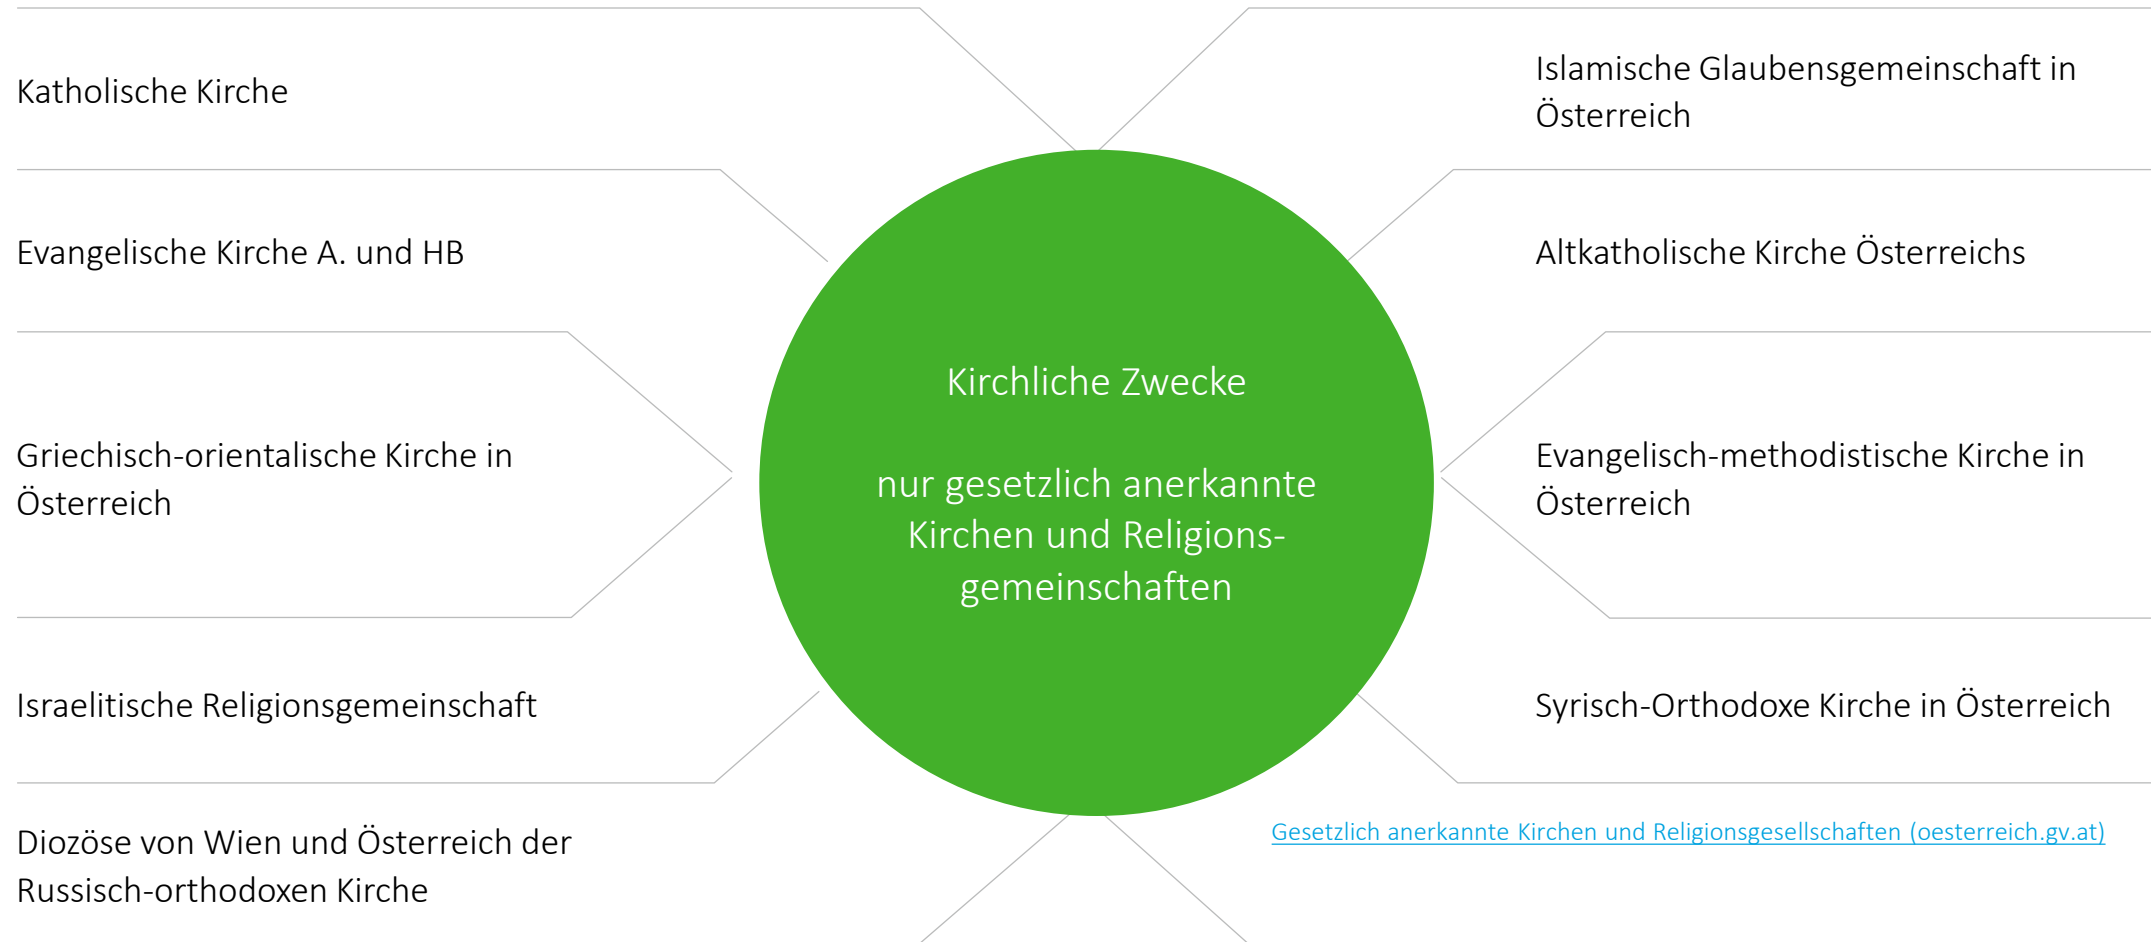 Katholische Kirche
Evangelische Kirche A. und HB
Griechisch-orientalische Kirche in
Österreich
Israelitische Religionsgemeinschaft
Diozöse von Wien und Österreich der
Russisch-orthodoxen Kirche
Kirchliche Zwecke
nur gesetzlich anerkannte
Kirchen und Religions-
gemeinschaften
Islamische Glaubensgemeinschaft in
Österreich
Altkatholische Kirche Österreichs
Evangelisch-methodistische Kirche in
Österreich
Syrisch-Orthodoxe Kirche in Österreich
Gesetzlich anerkannte Kirchen und Religionsgesellschaften (oesterreich.gv.at)